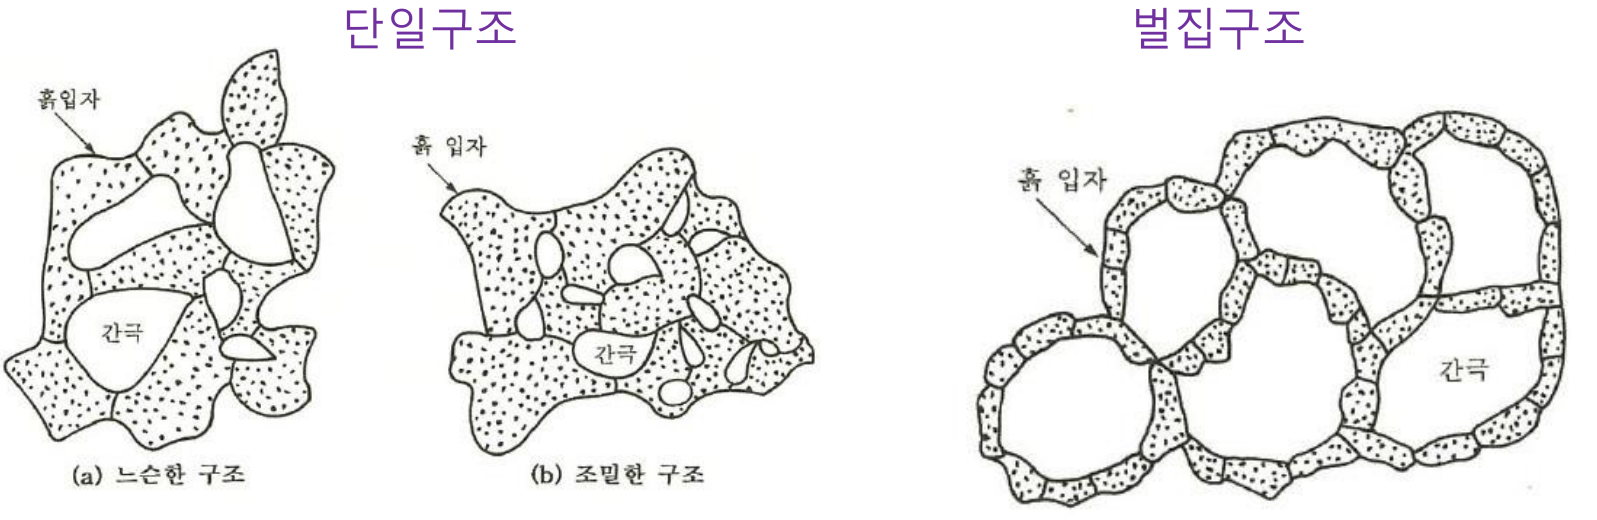 단일구조
벌집구조
흙입자
간극
(a) 느슨한 구조
흙 입자
간극
(b) 조밀한 구조
흙 입자
간극